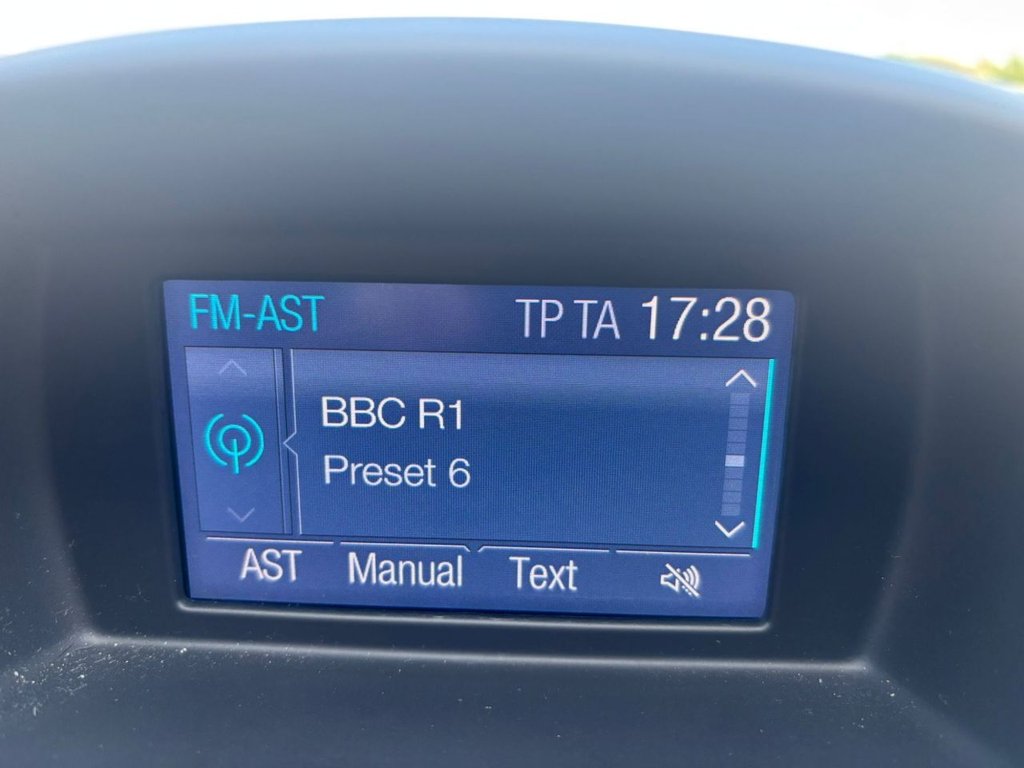 FM-AST TP TA 17:28
BBC R1
Preset 6
AST Manual Text